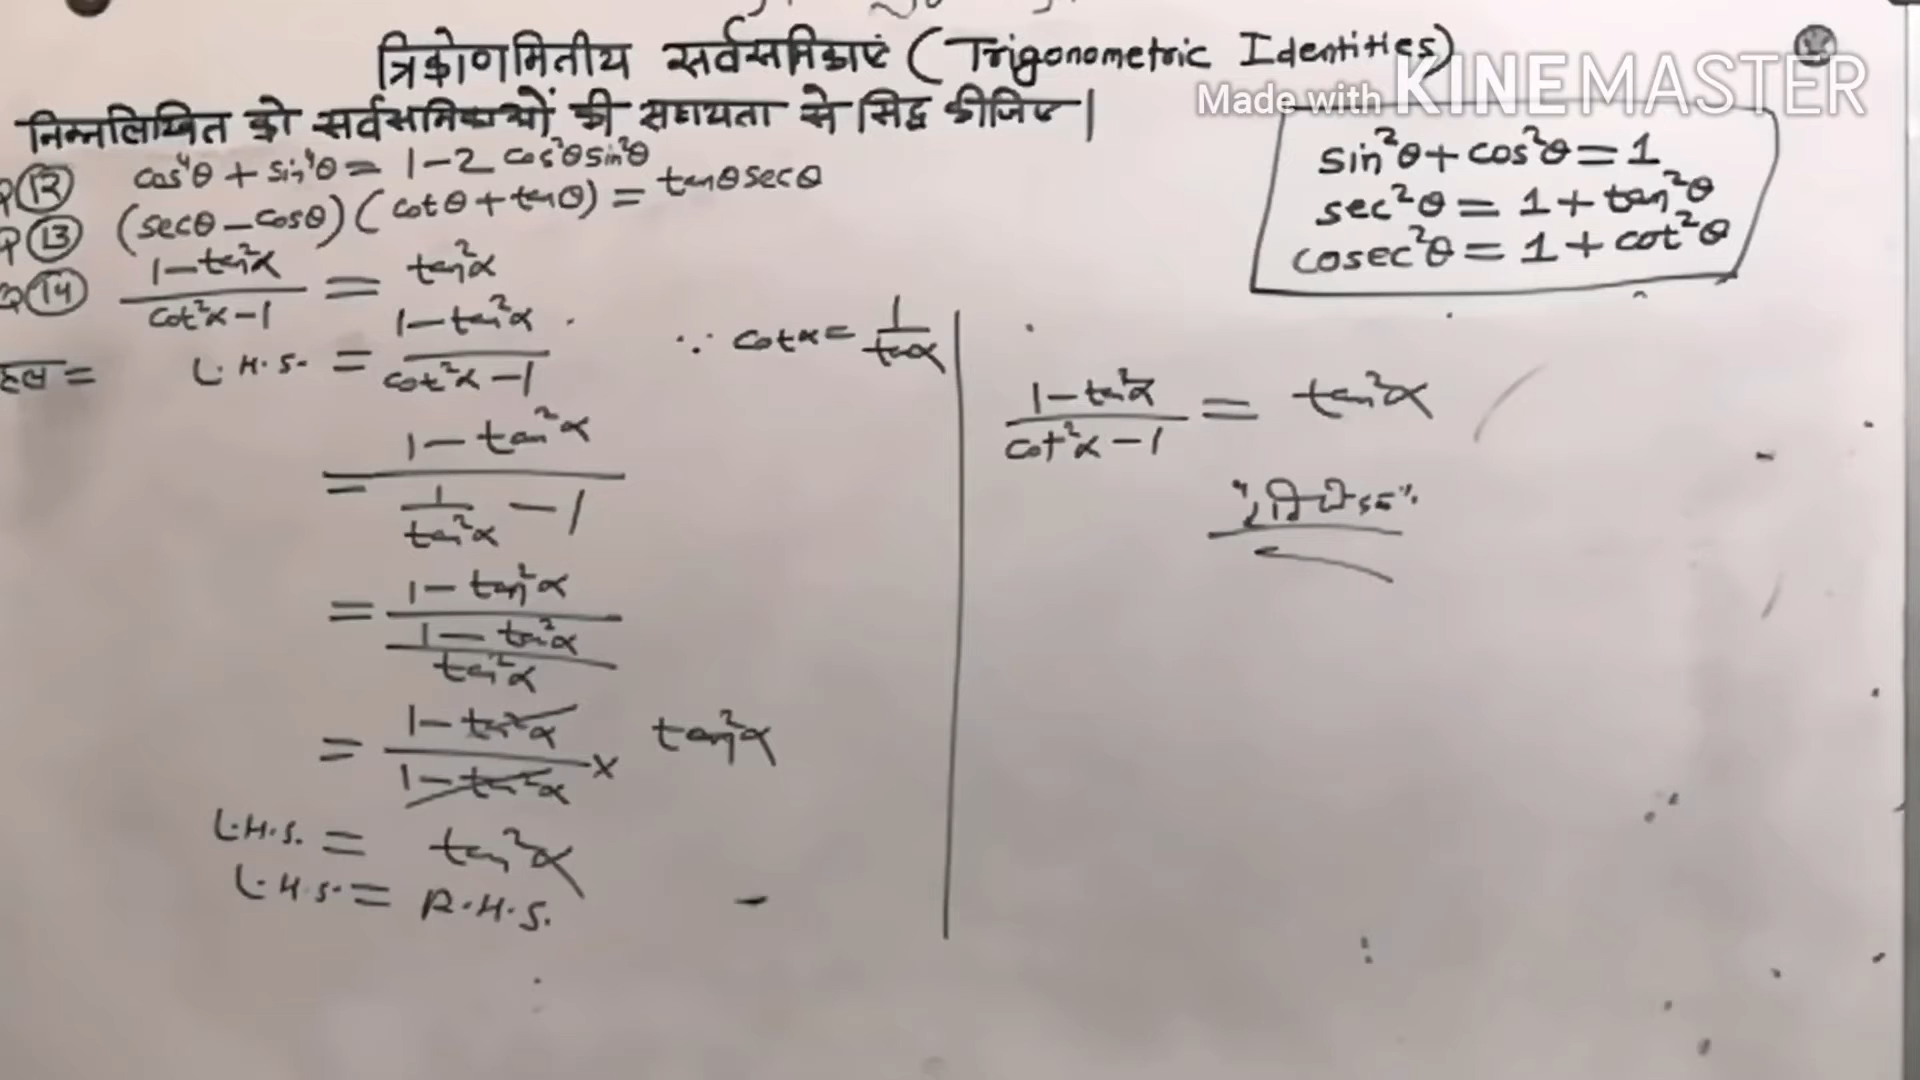 त्रिकोणमितीय सर्वसमिकाएं (Trigonometric Identities)
Made with KINEMASTER
निम्नलिखित को सर्वसमिकाओं की सहायता से सिद्ध कीजिए।
Q 12 cos⁴θ + sin⁴θ = 1 - 2 cos²θ sin²θ
Q 13 (secθ - cosθ) (cotθ + tanθ) = tanθ secθ
Q 14 (1 - tan²α)/(cot²α - 1) = tan²α
sin²θ + cos²θ = 1
sec²θ = 1 + tan²θ
cosec²θ = 1 + cot²θ
हल = L.H.S. = (1 - tan²α)/(cot²α - 1) ∵ cotα = 1/tanα
= (1 - tan²α)/(1/tan²α - 1)
= (1 - tan²α)/((1 - tan²α)/tan²α)
= (1 - tan²α)/(1 - tan²α) × tan²α
L.H.S. = tan²α
L.H.S. = R.H.S.
(1 - tan²α)/(cot²α - 1) = tan²α